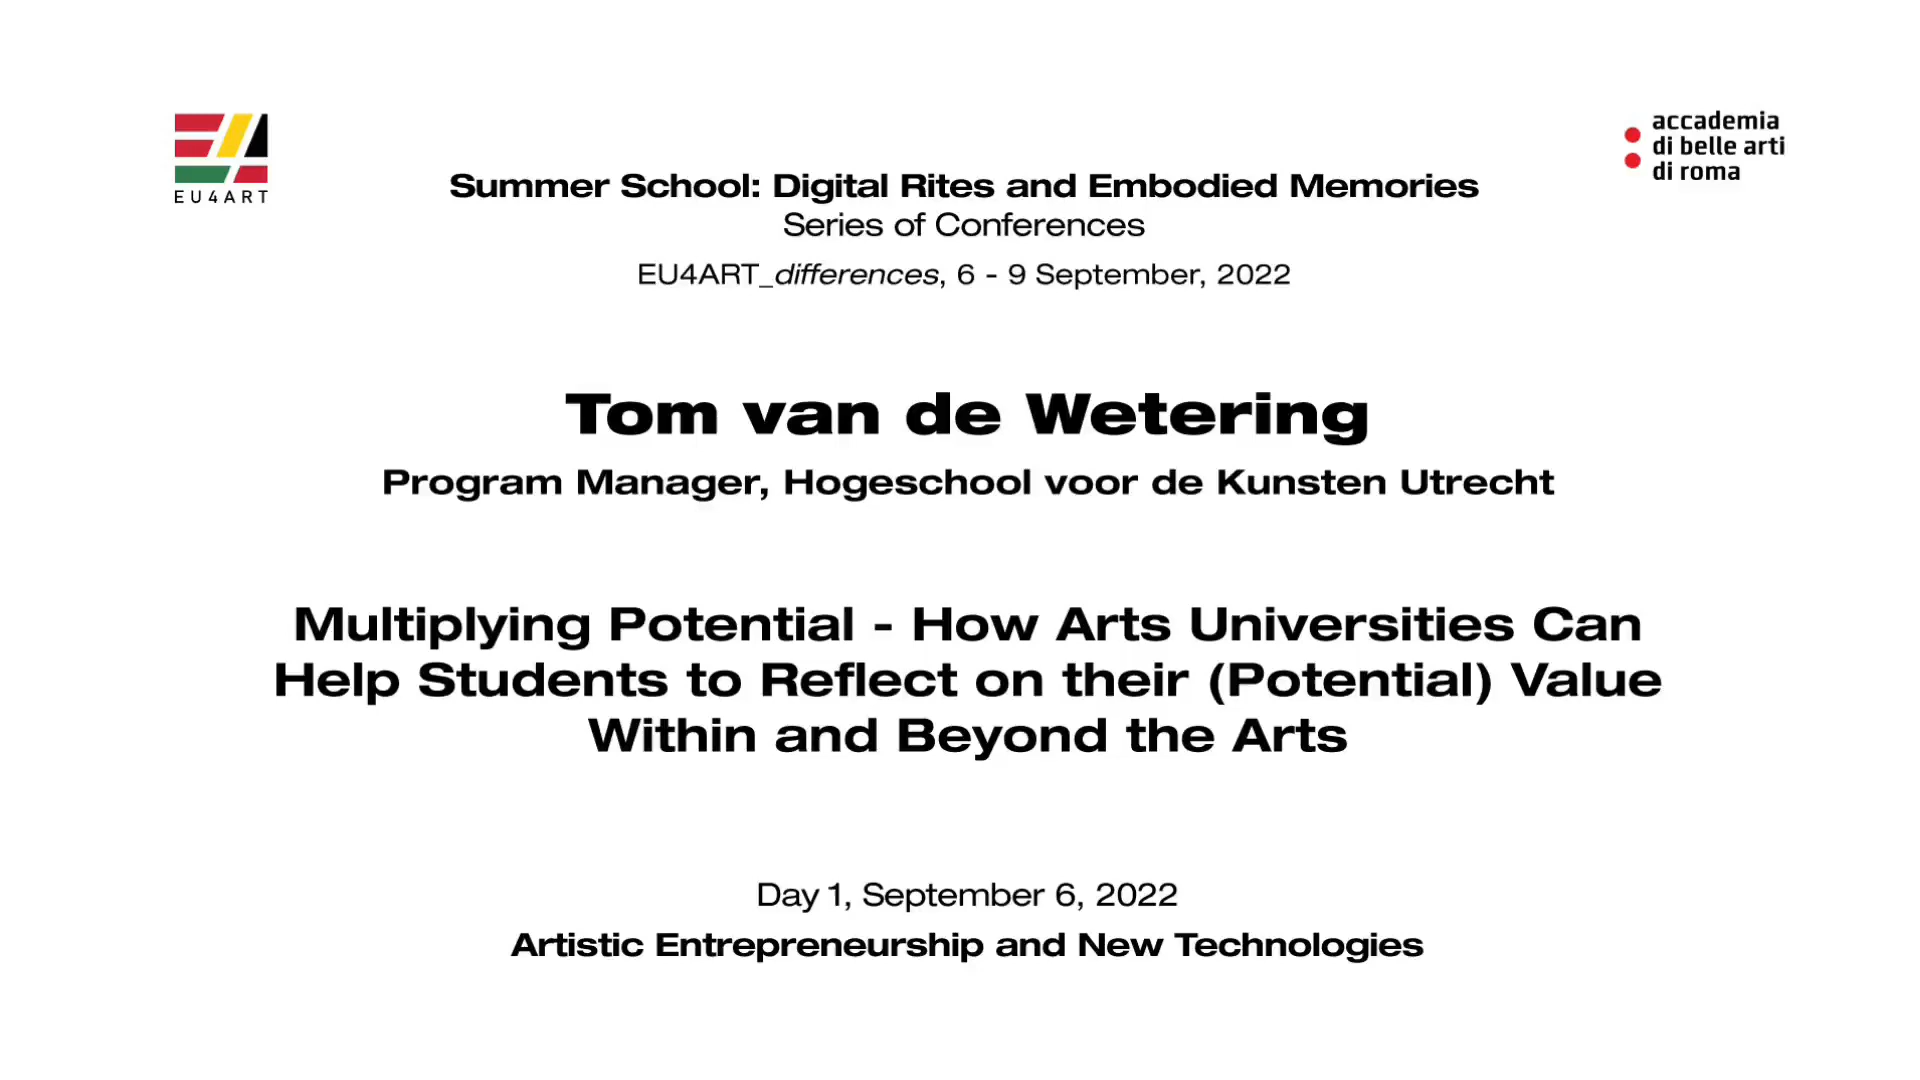 EU4ART
accademia
di belle arti
di roma
Summer School: Digital Rites and Embodied Memories
Series of Conferences
EU4ART_differences, 6 - 9 September, 2022
Tom van de Wetering
Program Manager, Hogeschool voor de Kunsten Utrecht
Multiplying Potential - How Arts Universities Can
Help Students to Reflect on their (Potential) Value
Within and Beyond the Arts
Day 1, September 6, 2022
Artistic Entrepreneurship and New Technologies